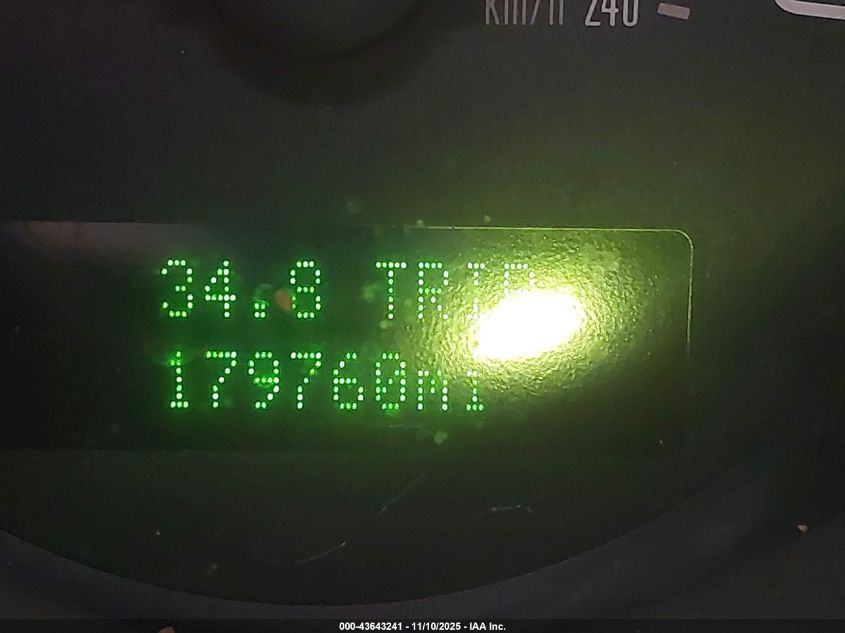 km/h 240
34.8 TRIP
179760mi
000-43643241 - 11/10/2025 - IAA Inc.